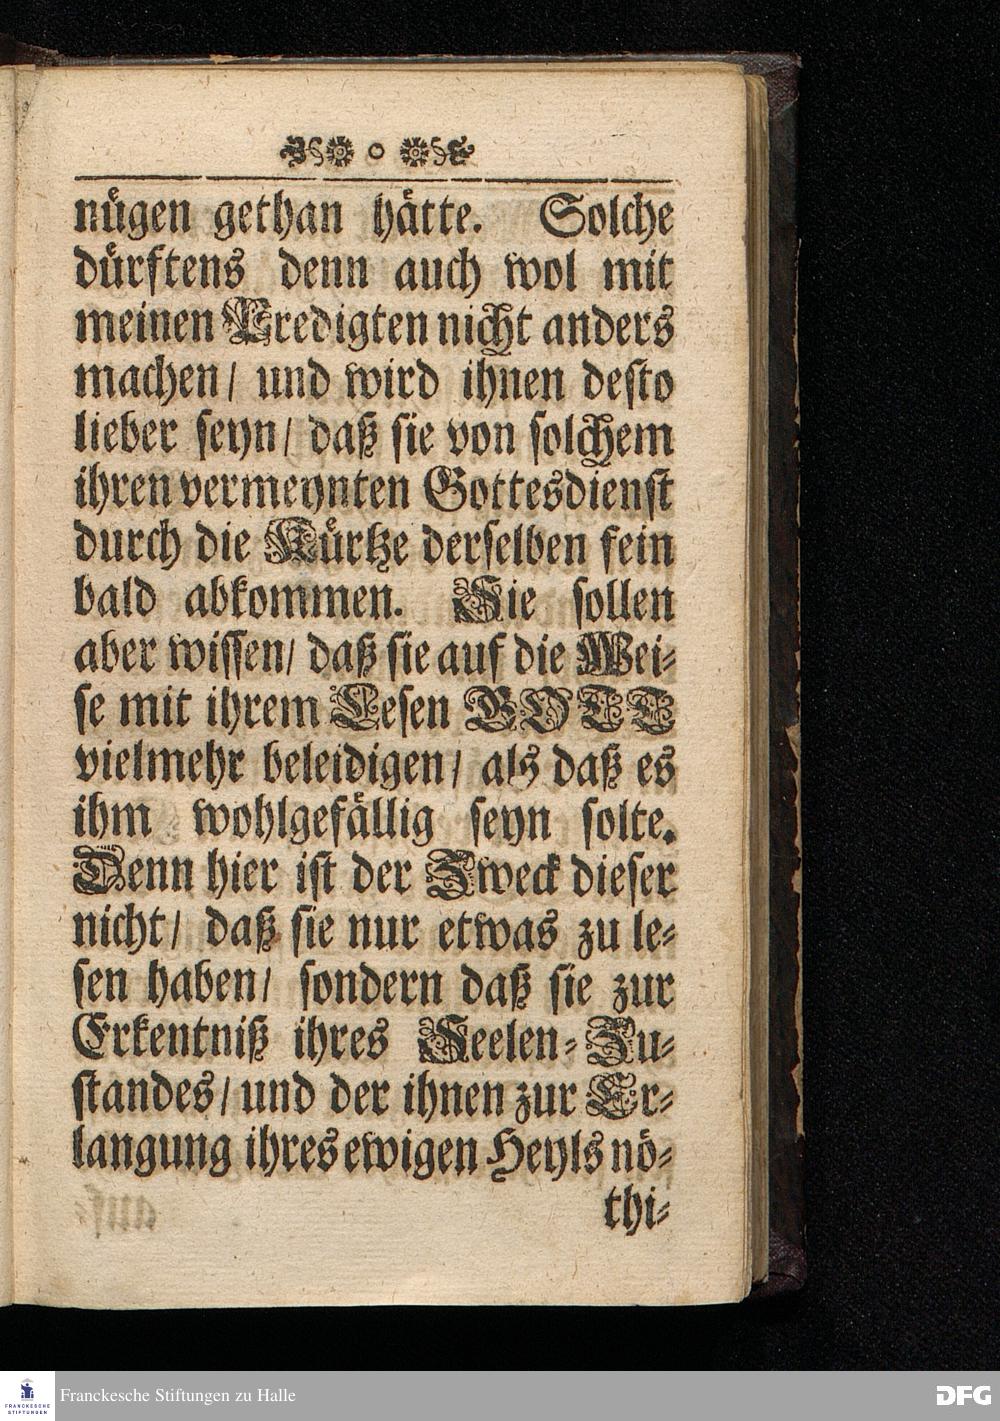 nügen gethan hätte. Solche
dürftens denn auch wol mit
meinen Predigten nicht anders
machen/ und wird ihnen desto
lieber seyn/ daß sie von solchem
ihren vermeynten Gottesdienst
durch die Kürtze derselben fein
bald abkommen. Sie sollen
aber wissen/ daß sie auf die Wei⸗
se mit ihrem Lesen GOTT
vielmehr beleidigen/ als daß es
ihm wohlgefällig seyn solte.
Denn hier ist der Zweck dieser
nicht/ daß sie nur etwas zu le⸗
sen haben/ sondern daß sie zur
Erkentniß ihres Seelen⸗Zu⸗
standes/ und der ihnen zur Er⸗
langung ihres ewigen Heyls nö⸗
thi⸗
FRANCKESCHE
STIFTUNGEN
Franckesche Stiftungen zu Halle
DFG